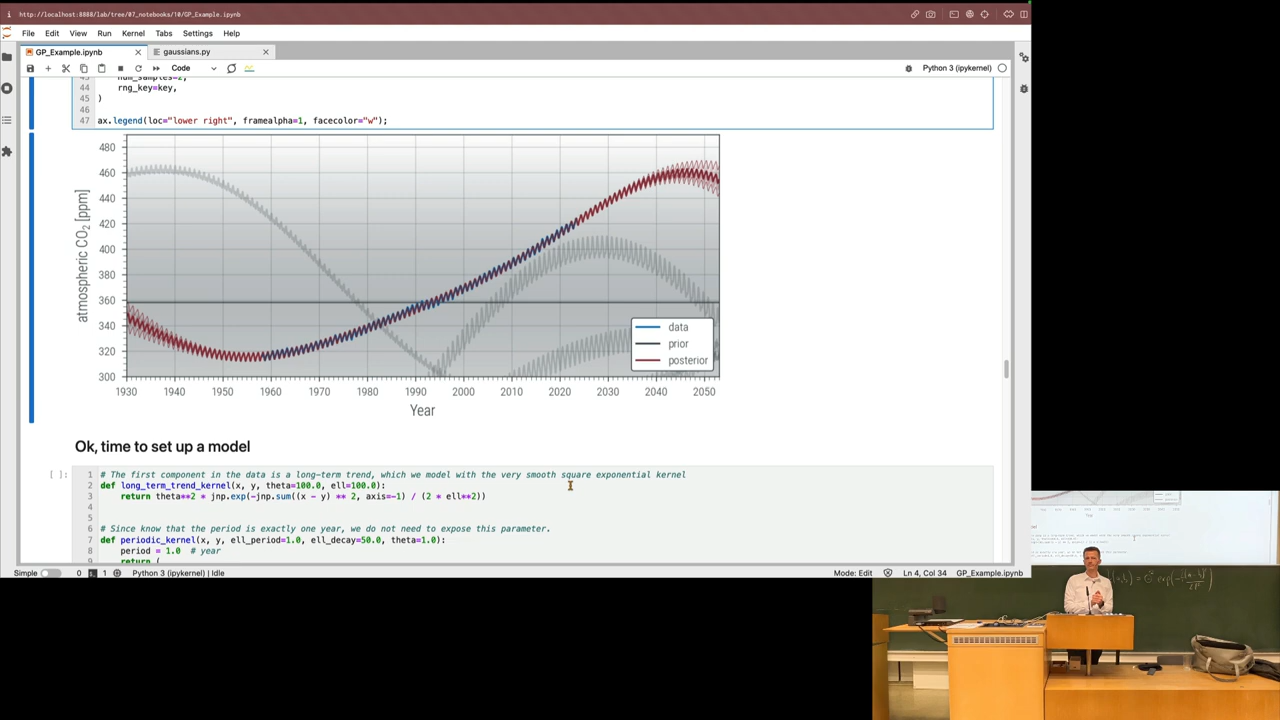 http://localhost:8888/lab/tree/07_notebooks/10/GP_Example.ipynb
File Edit View Run Kernel Tabs Settings Help
GP_Example.ipynb × gaussians.py ×
Code Python 3 (ipykernel)
44 rng_key=key,
45 )
46
47 ax.legend(loc="lower right", framealpha=1, facecolor="w");
480
460
440
420
400
380
360
340
320
300
atmospheric CO₂ [ppm]
data
prior
posterior
1930 1940 1950 1960 1970 1980 1990 2000 2010 2020 2030 2040 2050
Year
Ok, time to set up a model
[ ]:
1 # The first component in the data is a long-term trend, which we model with the very smooth square exponential kernel
2 def long_term_trend_kernel(x, y, theta=100.0, ell=100.0):
3 return theta**2 * jnp.exp(-jnp.sum((x - y) ** 2, axis=-1) / (2 * ell**2))
4
5
6 # Since know that the period is exactly one year, we do not need to expose this parameter.
7 def periodic_kernel(x, y, ell_period=1.0, ell_decay=50.0, theta=1.0):
8 period = 1.0 # year
9 return (
Simple 0 1 Python 3 (ipykernel) | Idle Mode: Edit Ln 4, Col 34 GP_Example.ipynb